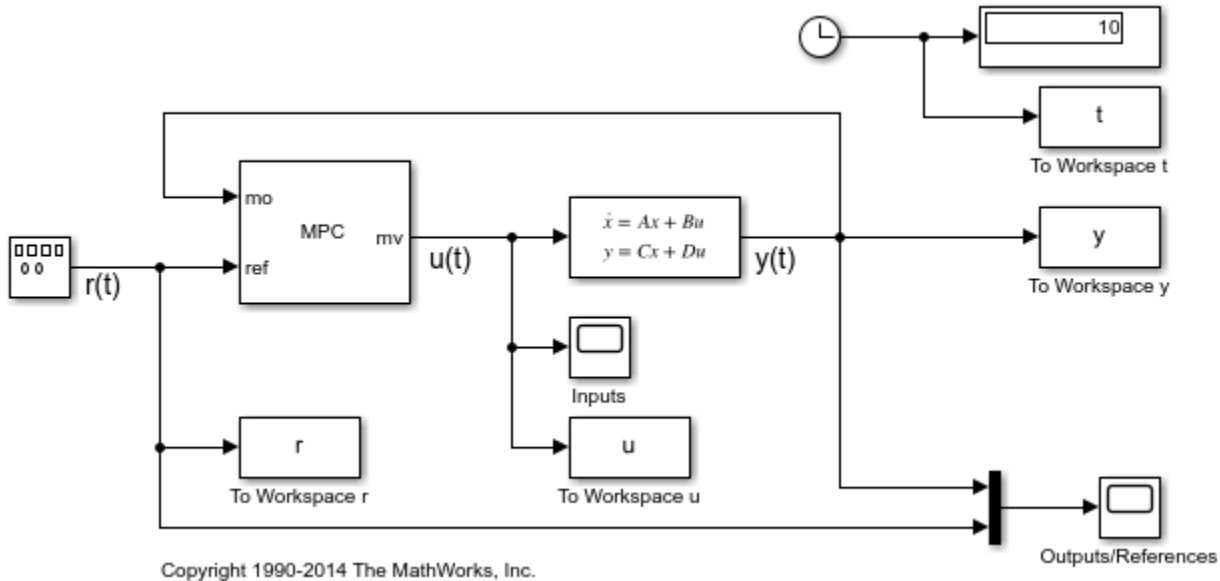 10
t
To Workspace t
mo
MPC
mv
ref
r(t)
u(t)
ẋ = Ax + Bu
y = Cx + Du
y(t)
y
To Workspace y
Inputs
r
To Workspace r
u
To Workspace u
Outputs/References
Copyright 1990-2014 The MathWorks, Inc.